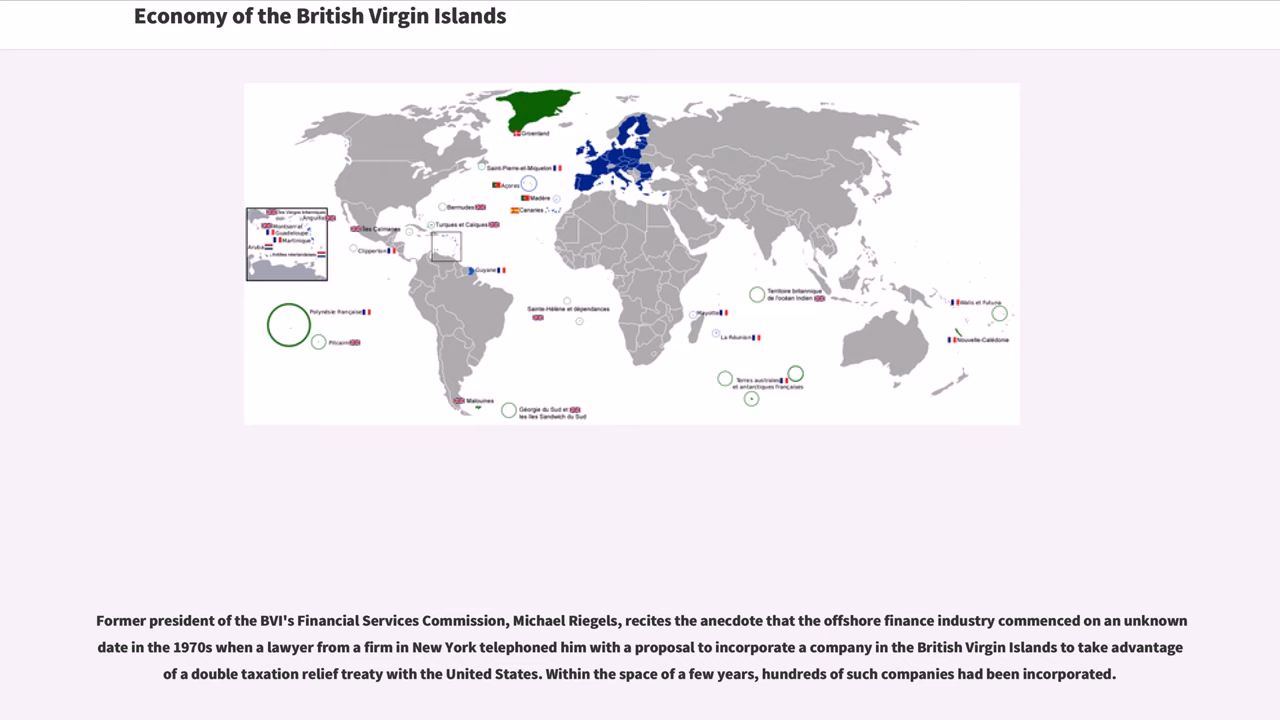 Economy of the British Virgin Islands
Groenland
Saint-Pierre-et-Miquelon
Açores
Madère
Bermudes
Canaries
Îles Vierges britanniques
Anguilla
Montserrat
Guadeloupe
Martinique
Aruba
Antilles néerlandaises
Îles Caïmanes
Turques et Caïques
Clipperton
Guyane
Territoire britannique
de l'océan Indien
Wallis et Futuna
Sainte-Hélène et dépendances
Polynésie française
Mayotte
La Réunion
Pitcairn
Nouvelle-Calédonie
Terres australes
et antarctiques Françaises
Malouines
Géorgie du Sud et
les îles Sandwich du Sud
Former president of the BVI's Financial Services Commission, Michael Riegels, recites the anecdote that the offshore finance industry commenced on an unknown
date in the 1970s when a lawyer from a firm in New York telephoned him with a proposal to incorporate a company in the British Virgin Islands to take advantage
of a double taxation relief treaty with the United States. Within the space of a few years, hundreds of such companies had been incorporated.